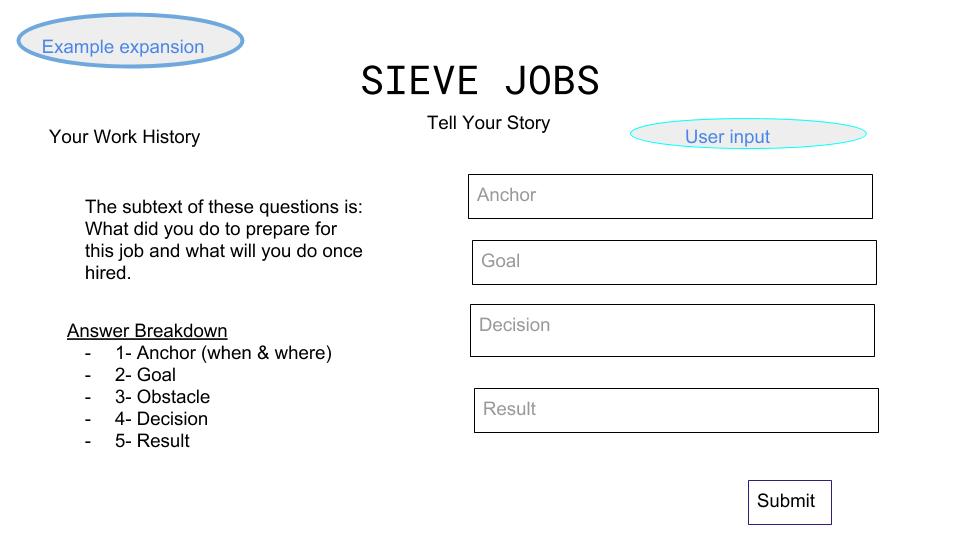 Example expansion
SIEVE JOBS
Tell Your Story
Your Work History
User input
The subtext of these questions is:
What did you do to prepare for
this job and what will you do once
hired.
Answer Breakdown
- 1- Anchor (when & where)
- 2- Goal
- 3- Obstacle
- 4- Decision
- 5- Result
Anchor
Goal
Decision
Result
Submit